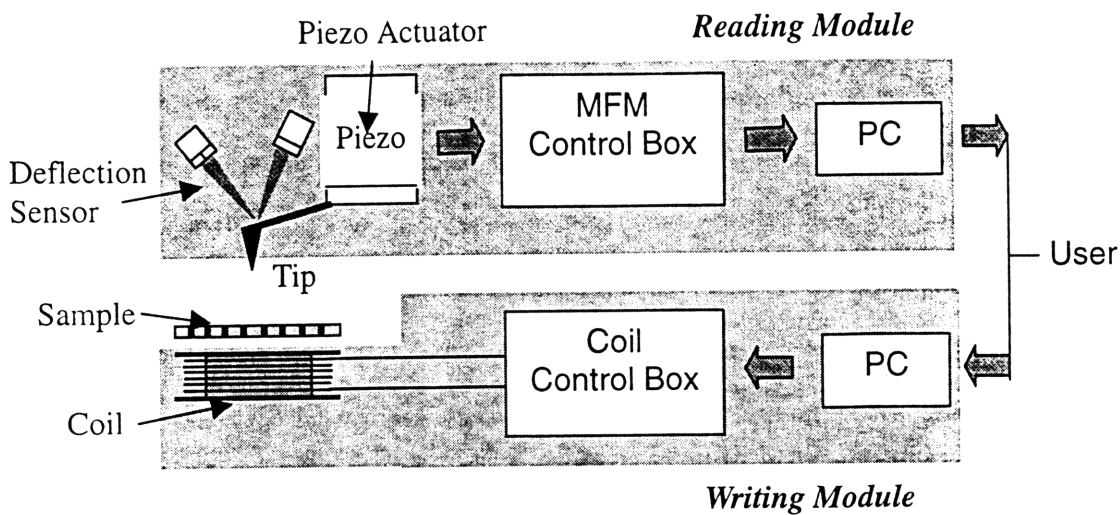 Piezo Actuator
Reading Module
MFM
Control Box
PC
Piezo
Deflection
Sensor
Tip
User
Sample
Coil
Control Box
PC
Coil
Writing Module